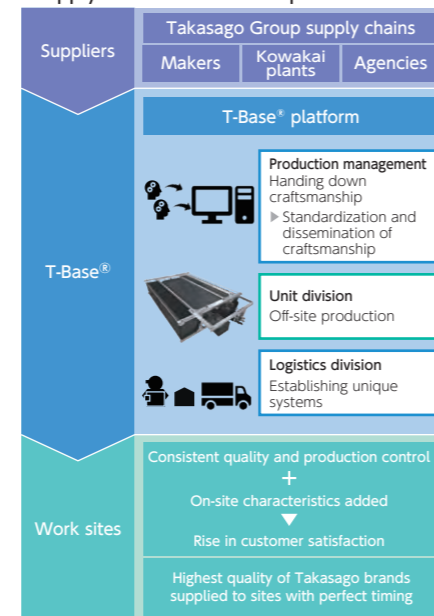 Suppliers
Takasago Group supply chains
Makers
Kowakai
plants
Agencies
T-Base®
T-Base® platform
Production management
Handing down
craftsmanship
▶ Standardization and
dissemination of
craftsmanship
Unit division
Off-site production
Logistics division
Establishing unique
systems
Work sites
Consistent quality and production control
+
On-site characteristics added
▼
Rise in customer satisfaction
Highest quality of Takasago brands
supplied to sites with perfect timing